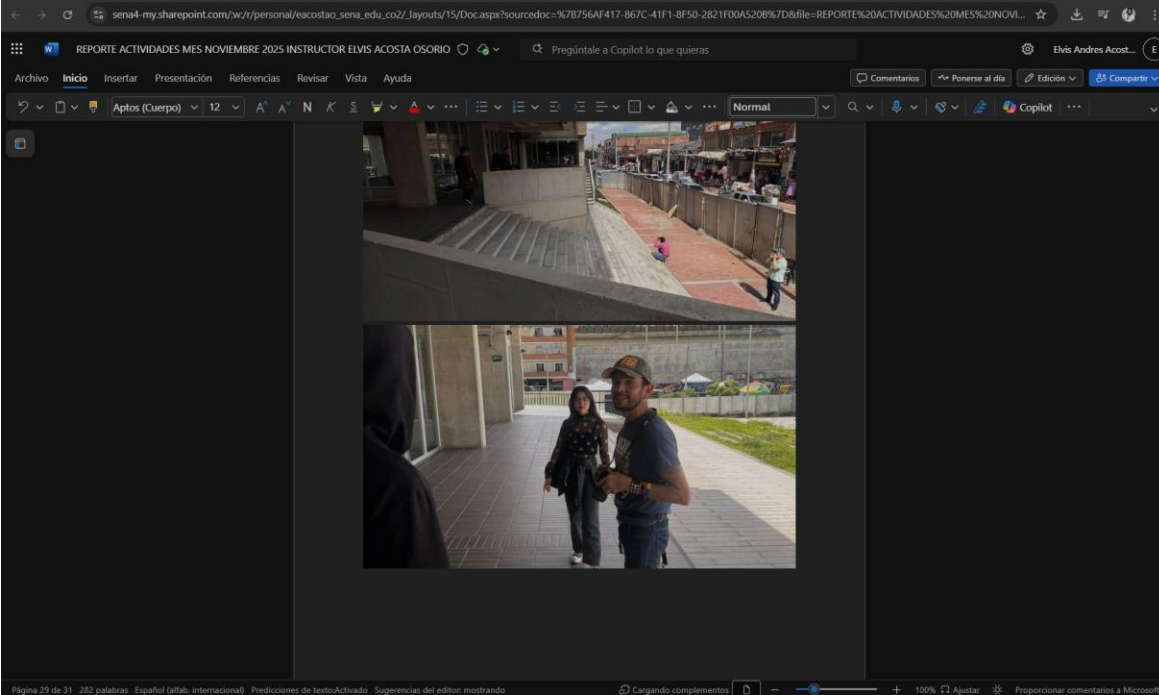 sena4-my.sharepoint.com/:w:/r/personal/eacostao_sena_edu_co2/_layouts/15/Doc.aspx?sourcedoc=%7B756AF417-867C-41F1-8F50-2821F00A520B%7D&file=REPORTE%20ACTIVIDADES%20MES%20NOVI...
REPORTE ACTIVIDADES MES NOVIEMBRE 2025 INSTRUCTOR ELVIS ACOSTA OSORIO
Pregúntale a Copilot lo que quieras
Elvis Andres Acost...
E
Archivo Inicio Insertar Presentación Referencias Revisar Vista Ayuda
Comentarios Ponerse al día Edición Compartir
Aptos (Cuerpo) 12 N K S Normal Copilot
Página 29 de 31 282 palabras Español (alfab. internacional) Predicciones de texto:Activado Sugerencias del editor: mostrando Cargando complementos 100% Ajustar Proporcionar comentarios a Microsoft